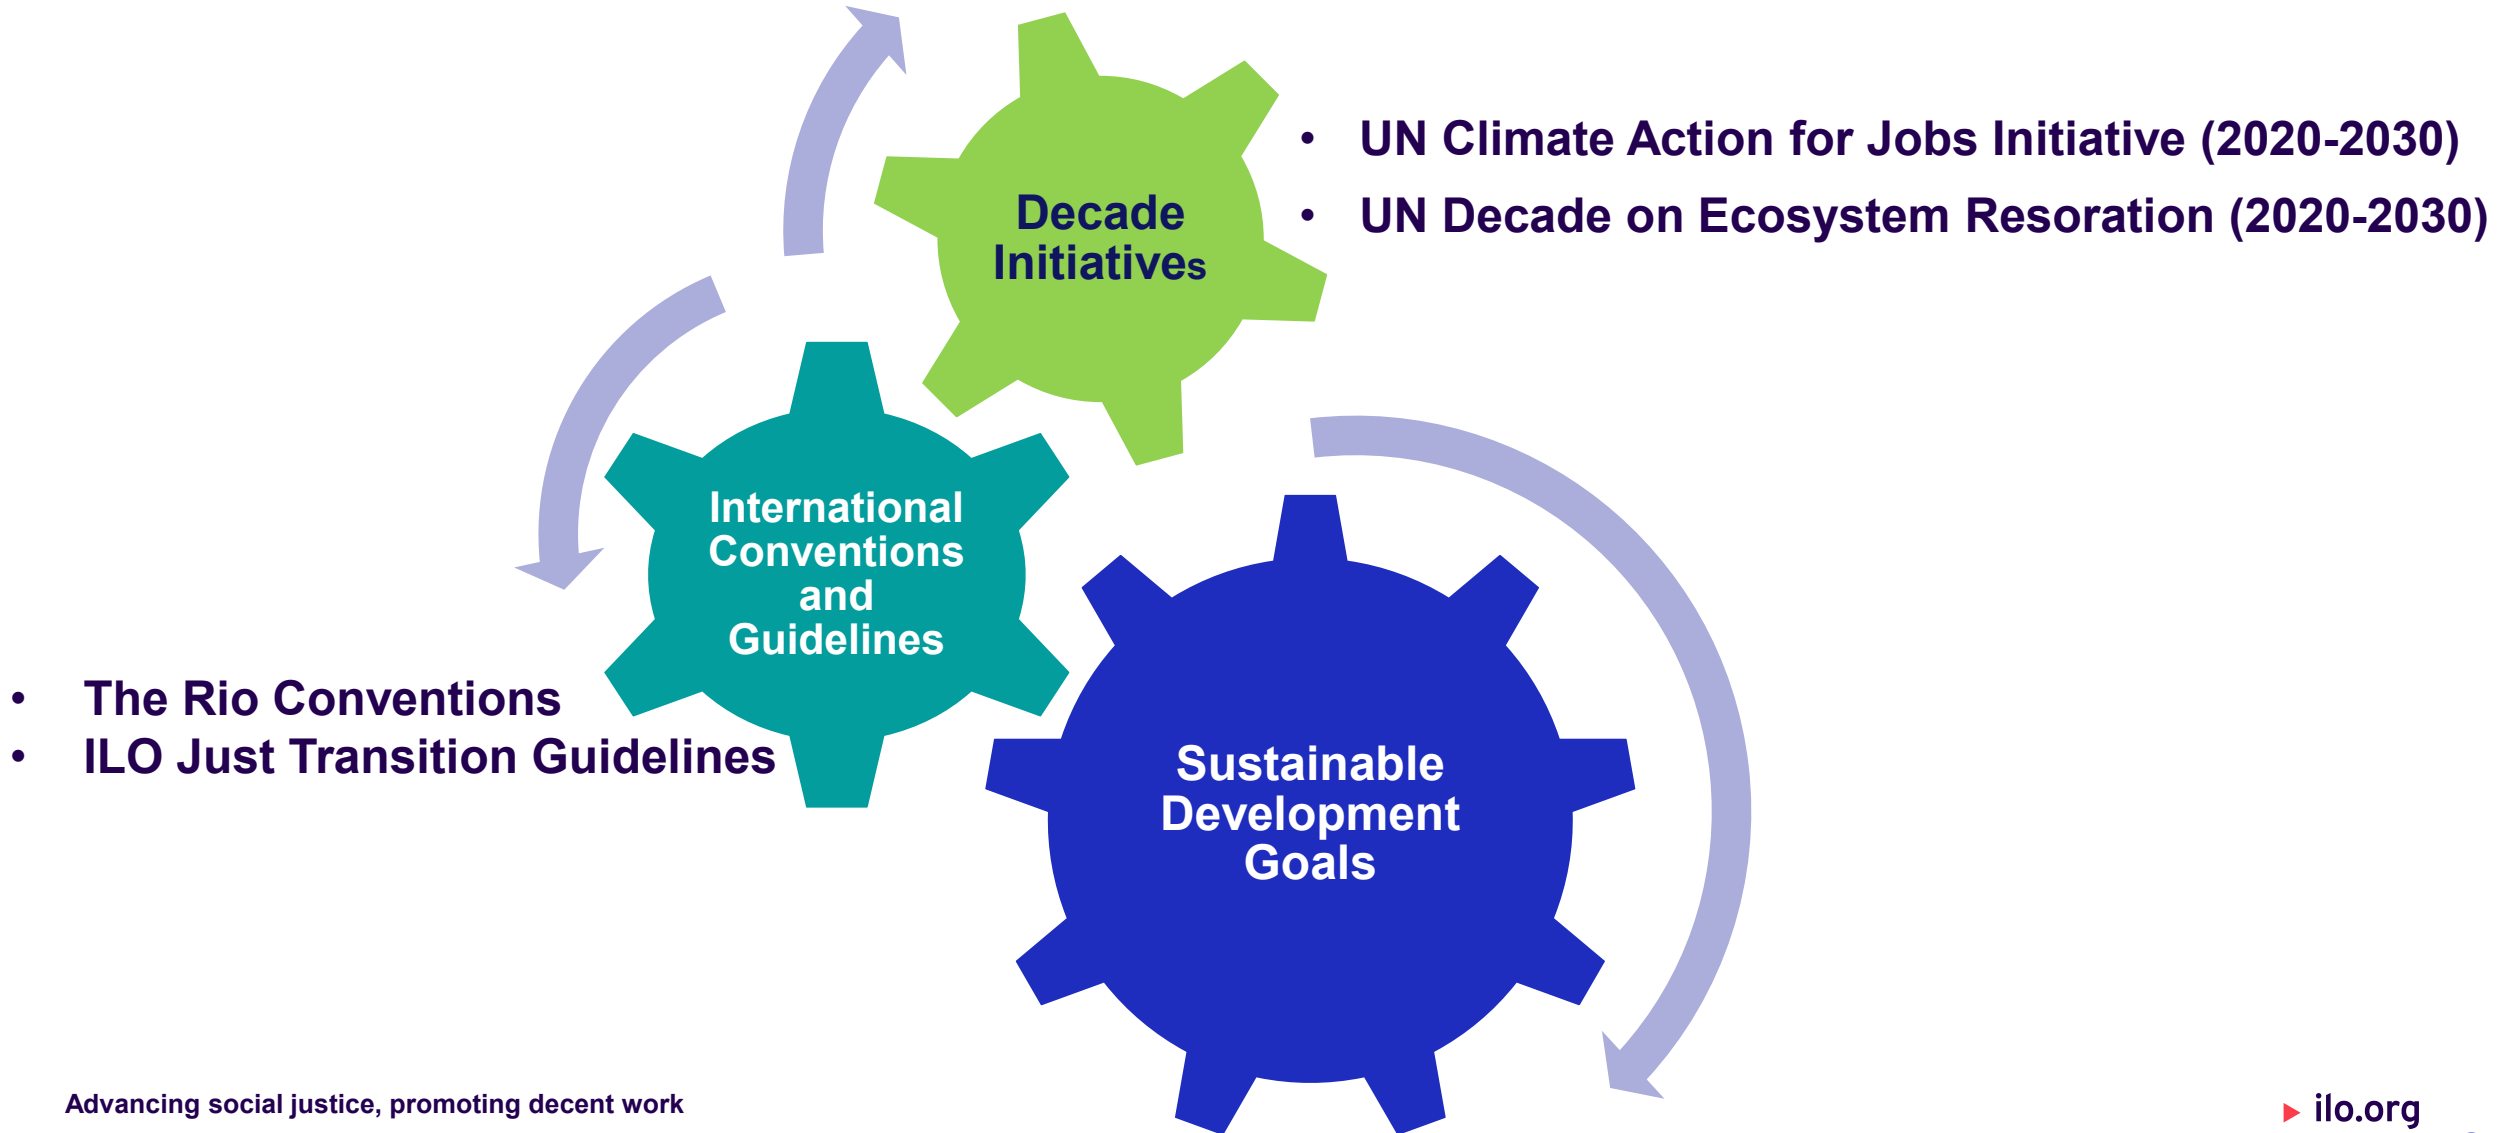 Decade
Initiatives
• UN Climate Action for Jobs Initiative (2020-2030)
• UN Decade on Ecosystem Resoration (2020-2030)
International
Conventions
and
Guidelines
• The Rio Conventions
• ILO Just Transition Guidelines
Sustainable
Development
Goals
Advancing social justice, promoting decent work
ilo.org